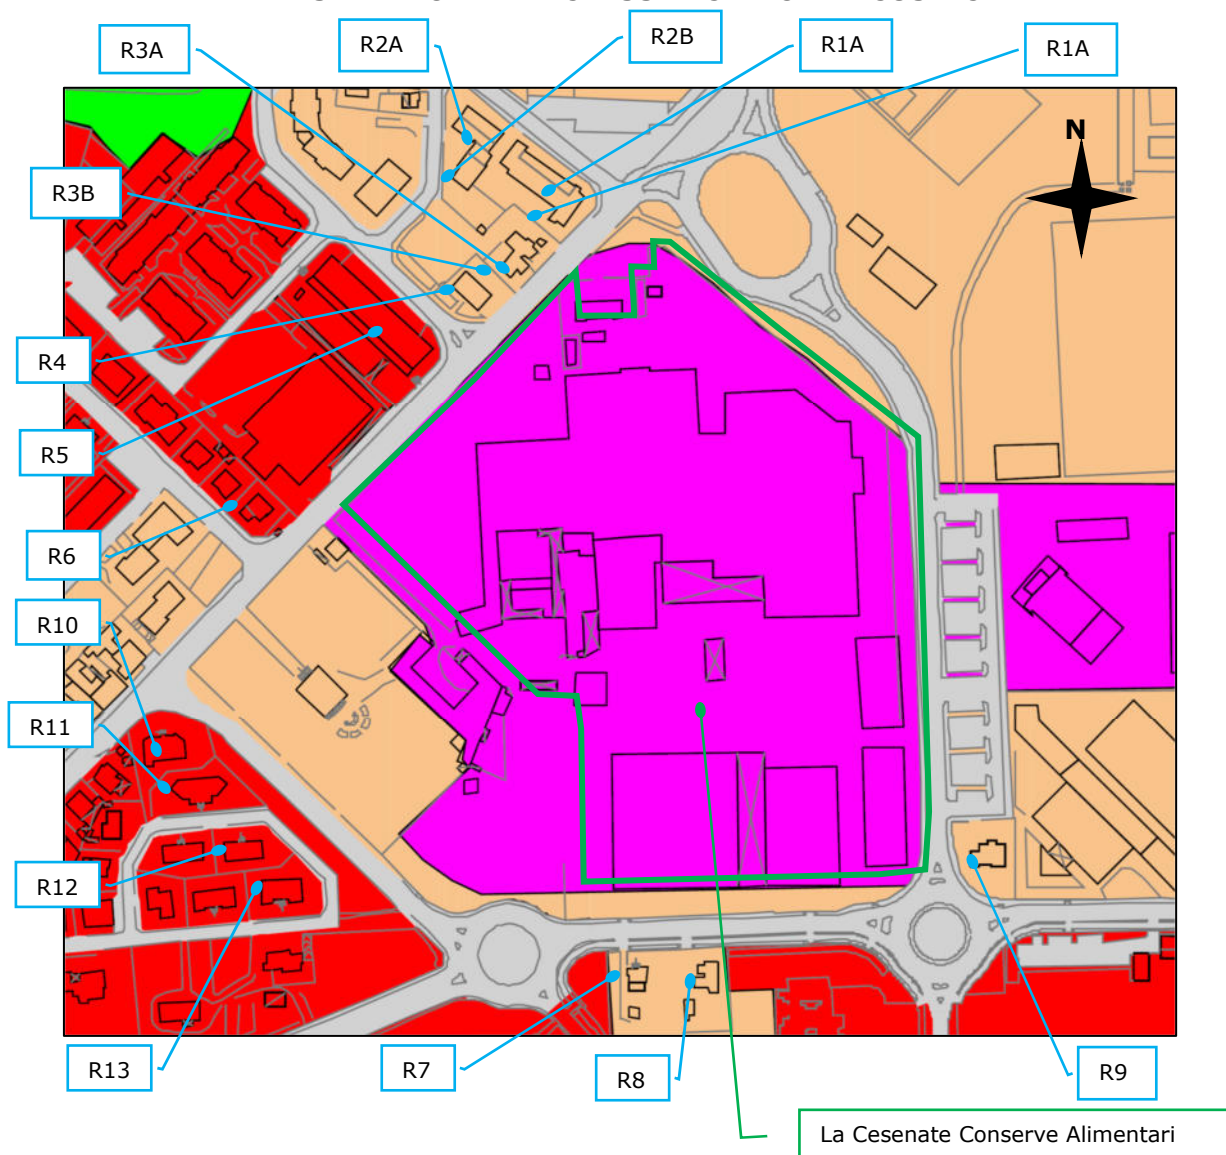 R3A
R2A
R2B
R1A
R1A
N
R3B
R4
R5
R6
R10
R11
R12
R13
R7
R8
R9
La Cesenate Conserve Alimentari